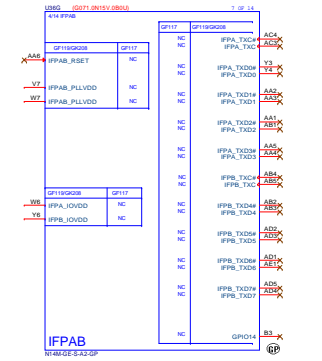 U36G (G071.0N15V.0B0U) 7 OF 14
4/14 IFPAB
GF117 GF119/GK208
NC IFPA_TXC# AC4
NC IFPA_TXC AC3
GF119/GK208 GF117
AA6 IFPAB_RSET NC
NC IFPA_TXD0# Y3
NC IFPA_TXD0 Y4
V7 IFPAB_PLLVDD NC
NC IFPA_TXD1# AA2
NC IFPA_TXD1 AA3
W7 IFPAB_PLLVDD NC
NC IFPA_TXD2# AA1
NC IFPA_TXD2 AB1
NC IFPA_TXD3# AA5
NC IFPA_TXD3 AA4
NC IFPB_TXC# AB4
NC IFPB_TXC AB5
GF119/GK208 GF117
W6 IFPA_IOVDD NC
NC IFPB_TXD4# AB2
NC IFPB_TXD4 AB3
Y6 IFPB_IOVDD NC
NC IFPB_TXD5# AD2
NC IFPB_TXD5 AD3
NC IFPB_TXD6# AD1
NC IFPB_TXD6 AE1
NC IFPB_TXD7# AD5
NC IFPB_TXD7 AD4
NC GPIO14 B3
IFPAB
GP
N14M-GE-S-A2-GP